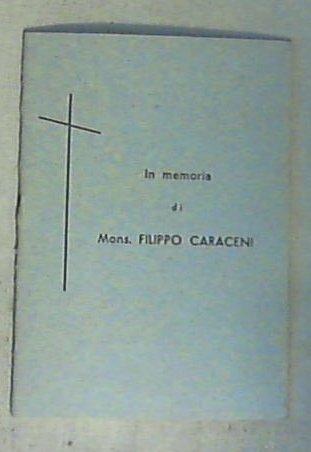 In memoria
di
Mons. FILIPPO CARACENI